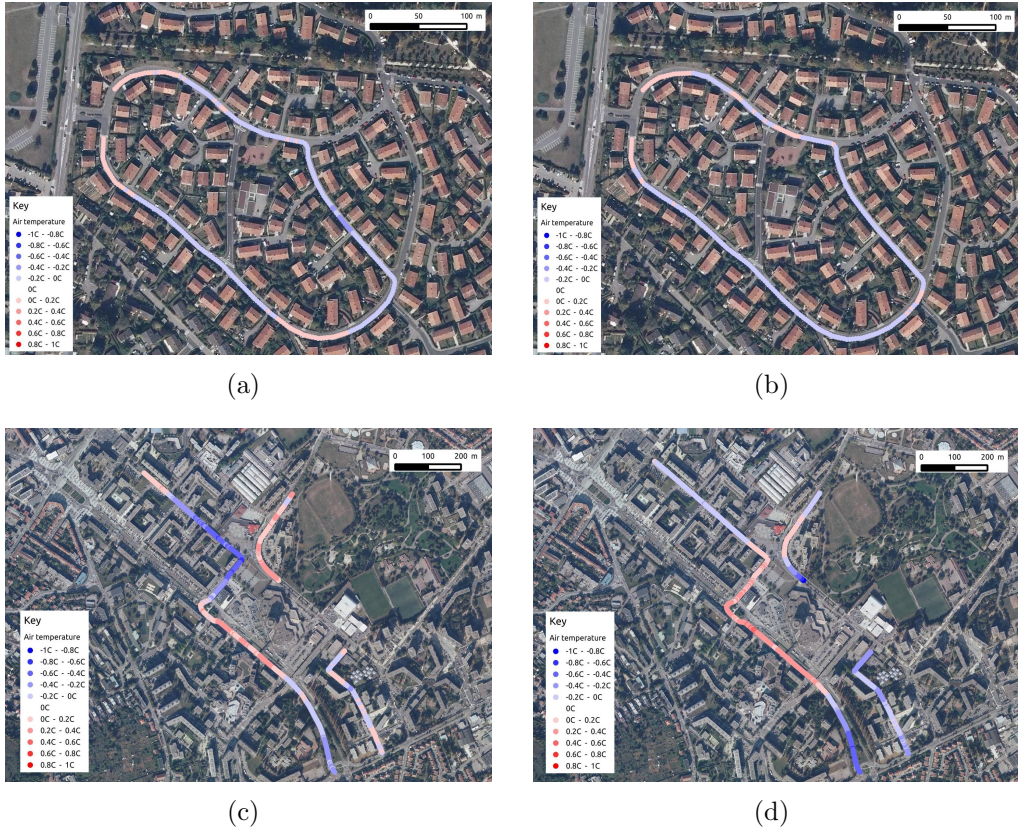 0 50 100 m
Key
Air temperature
-1C - -0.8C
-0.8C - -0.6C
-0.6C - -0.4C
-0.4C - -0.2C
-0.2C - 0C
0C
0C - 0.2C
0.2C - 0.4C
0.4C - 0.6C
0.6C - 0.8C
0.8C - 1C
(a)
0 50 100 m
Key
Air temperature
-1C - -0.8C
-0.8C - -0.6C
-0.6C - -0.4C
-0.4C - -0.2C
-0.2C - 0C
0C
0C - 0.2C
0.2C - 0.4C
0.4C - 0.6C
0.6C - 0.8C
0.8C - 1C
(b)
0 100 200 m
Key
Air temperature
-1C - -0.8C
-0.8C - -0.6C
-0.6C - -0.4C
-0.4C - -0.2C
-0.2C - 0C
0C
0C - 0.2C
0.2C - 0.4C
0.4C - 0.6C
0.6C - 0.8C
0.8C - 1C
(c)
0 100 200 m
Key
Air temperature
-1C - -0.8C
-0.8C - -0.6C
-0.6C - -0.4C
-0.4C - -0.2C
-0.2C - 0C
0C
0C - 0.2C
0.2C - 0.4C
0.4C - 0.6C
0.6C - 0.8C
0.8C - 1C
(d)